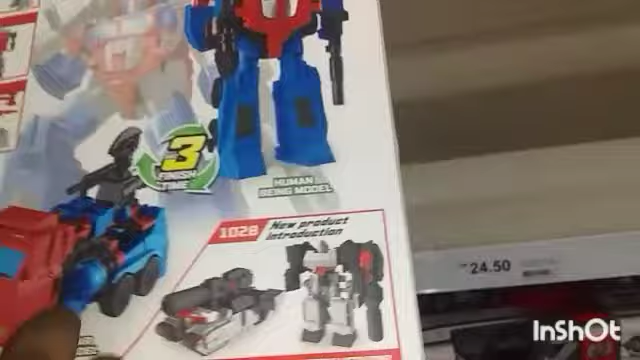 3
FINISH
TIME
HUMAN
BEING MODEL
1028 New product
introduction
24.50
InShOt